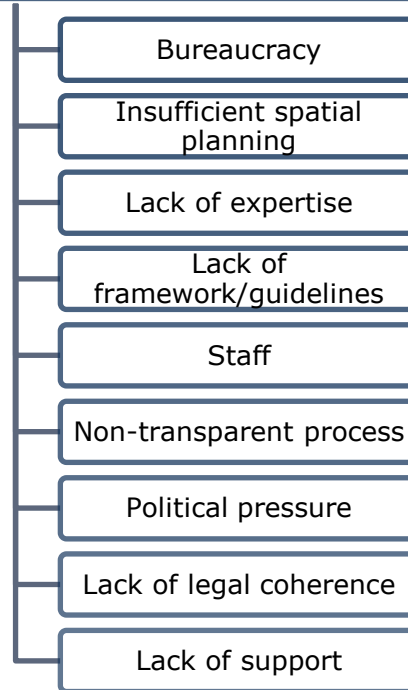 Bureaucracy
Insufficient spatial
planning
Lack of expertise
Lack of
framework/guidelines
Staff
Non-transparent process
Political pressure
Lack of legal coherence
Lack of support